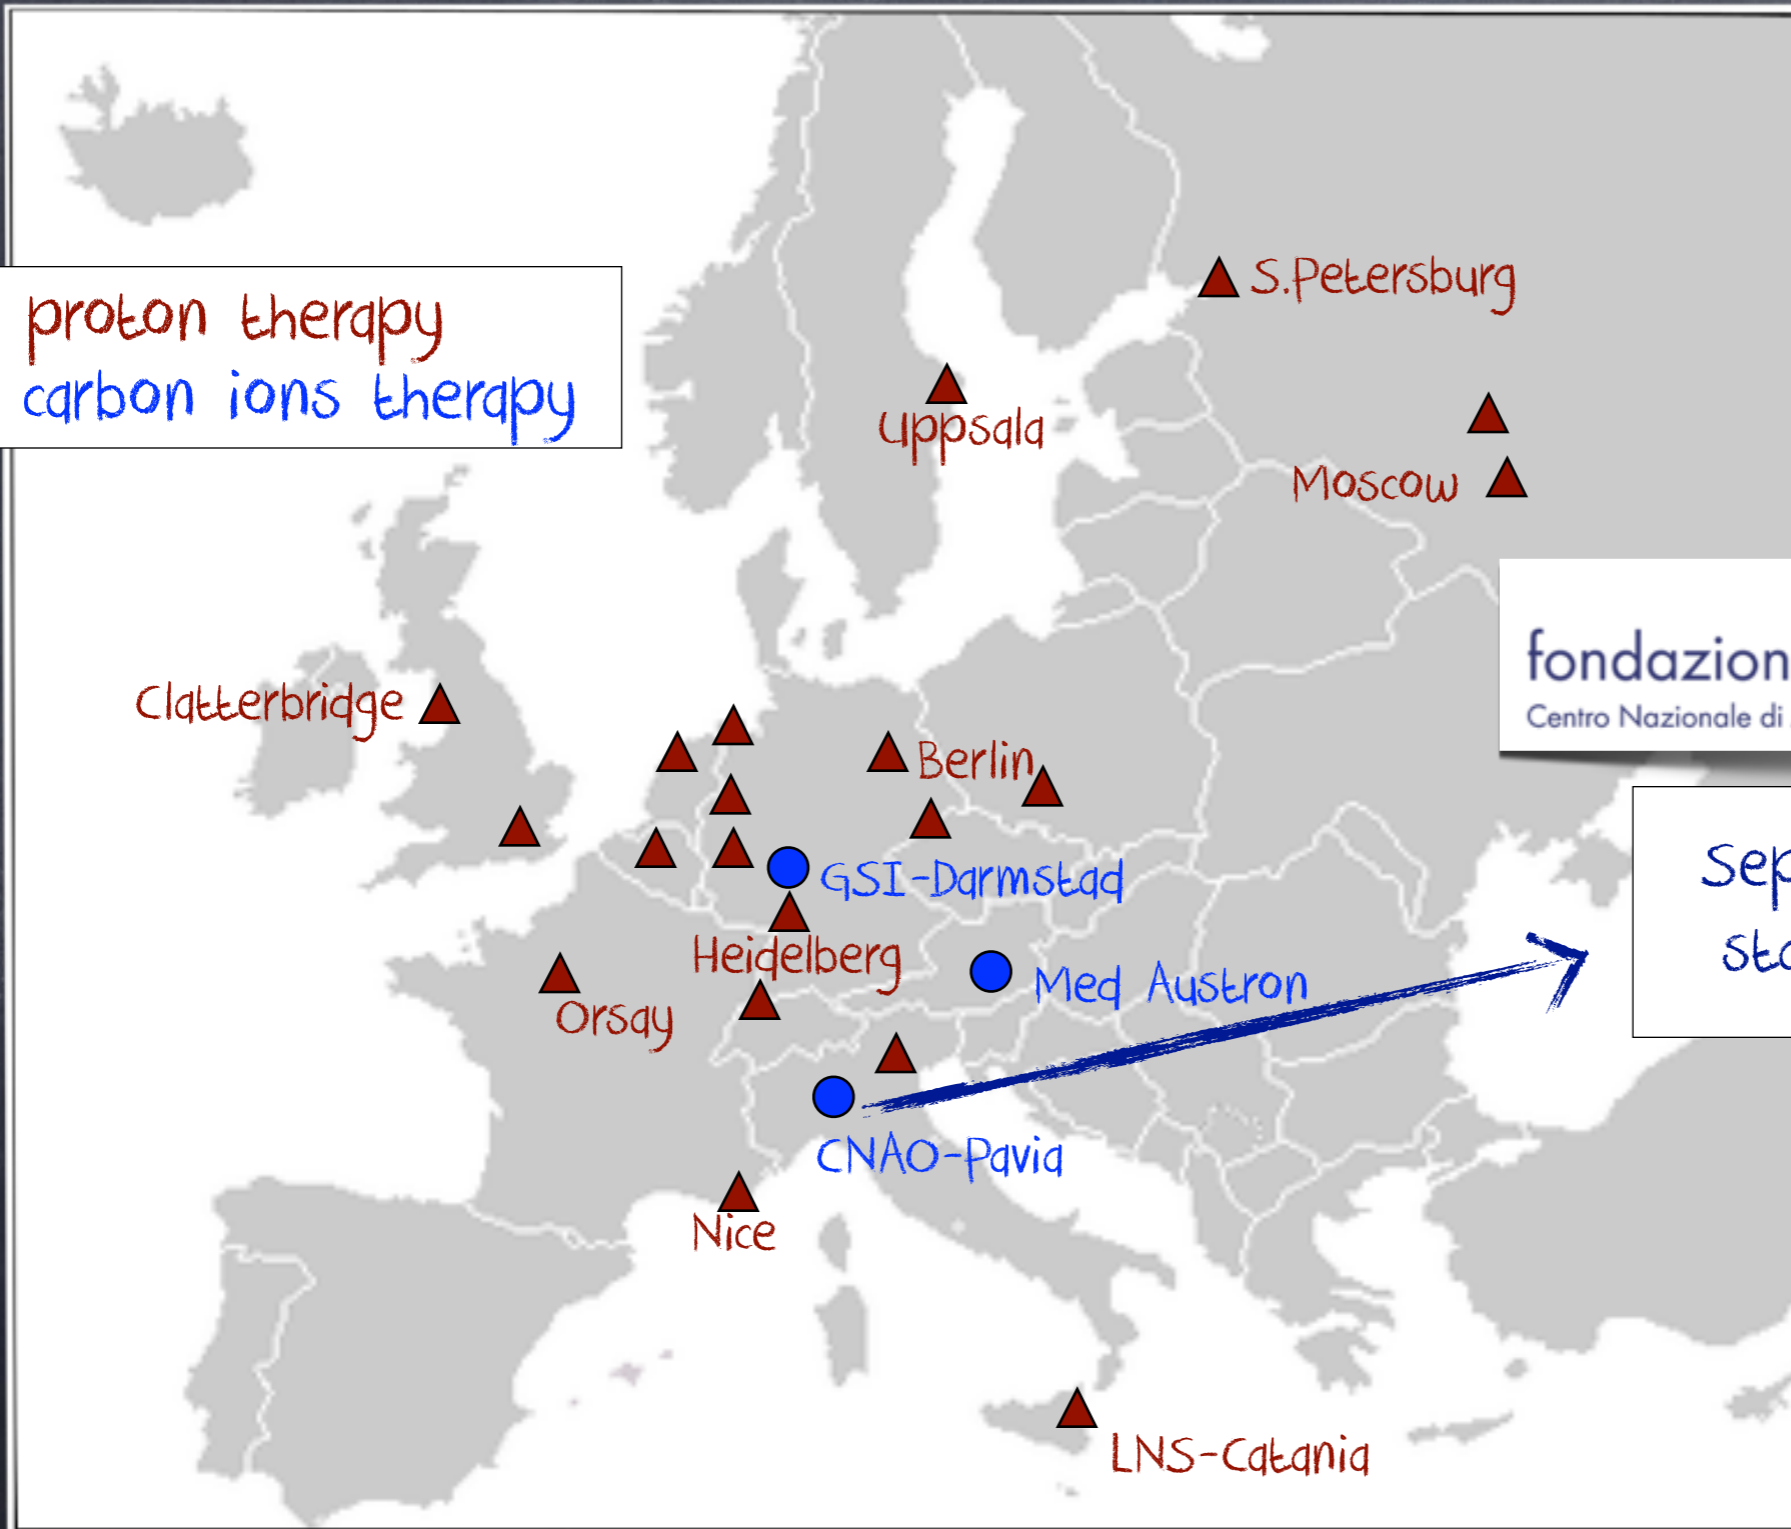 proton therapy
carbon ions therapy
S.Petersburg
Uppsala
Moscow
fondazion
Centro Nazionale di
Clatterbridge
Berlin
GSI-Darmstad
Heidelberg
Med Austron
Orsay
CNAO-Pavia
Nice
LNS-Catania